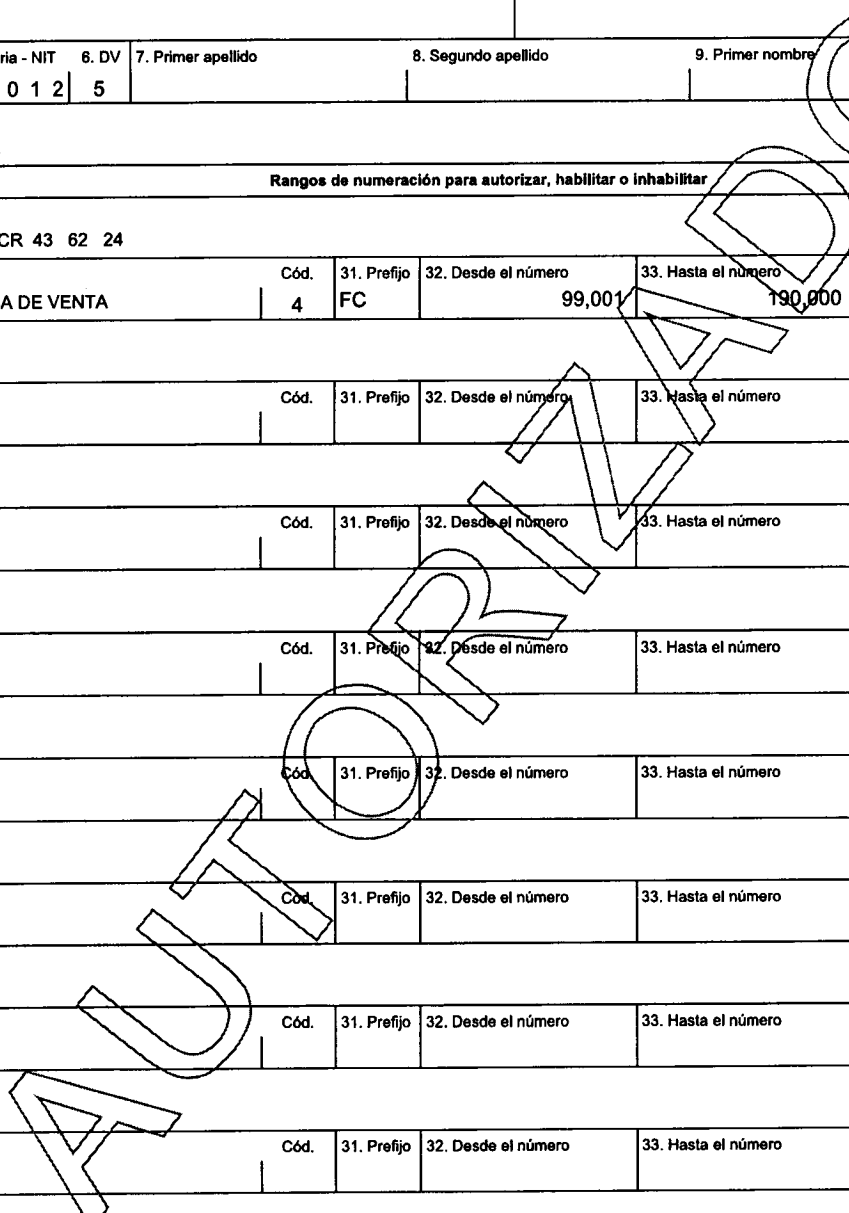 ria - NIT 6. DV 7. Primer apellido 8. Segundo apellido 9. Primer nombre
0 1 2 5
Rangos de numeración para autorizar, habilitar o inhabilitar
CR 43 62 24
Cód. 31. Prefijo 32. Desde el número 33. Hasta el número
A DE VENTA 4 FC 99,001 190,000
Cód. 31. Prefijo 32. Desde el número 33. Hasta el número
Cód. 31. Prefijo 32. Desde el número 33. Hasta el número
Cód. 31. Prefijo 32. Desde el número 33. Hasta el número
Cód. 31. Prefijo 32. Desde el número 33. Hasta el número
Cód. 31. Prefijo 32. Desde el número 33. Hasta el número
Cód. 31. Prefijo 32. Desde el número 33. Hasta el número
Cód. 31. Prefijo 32. Desde el número 33. Hasta el número
AUTORIZADO